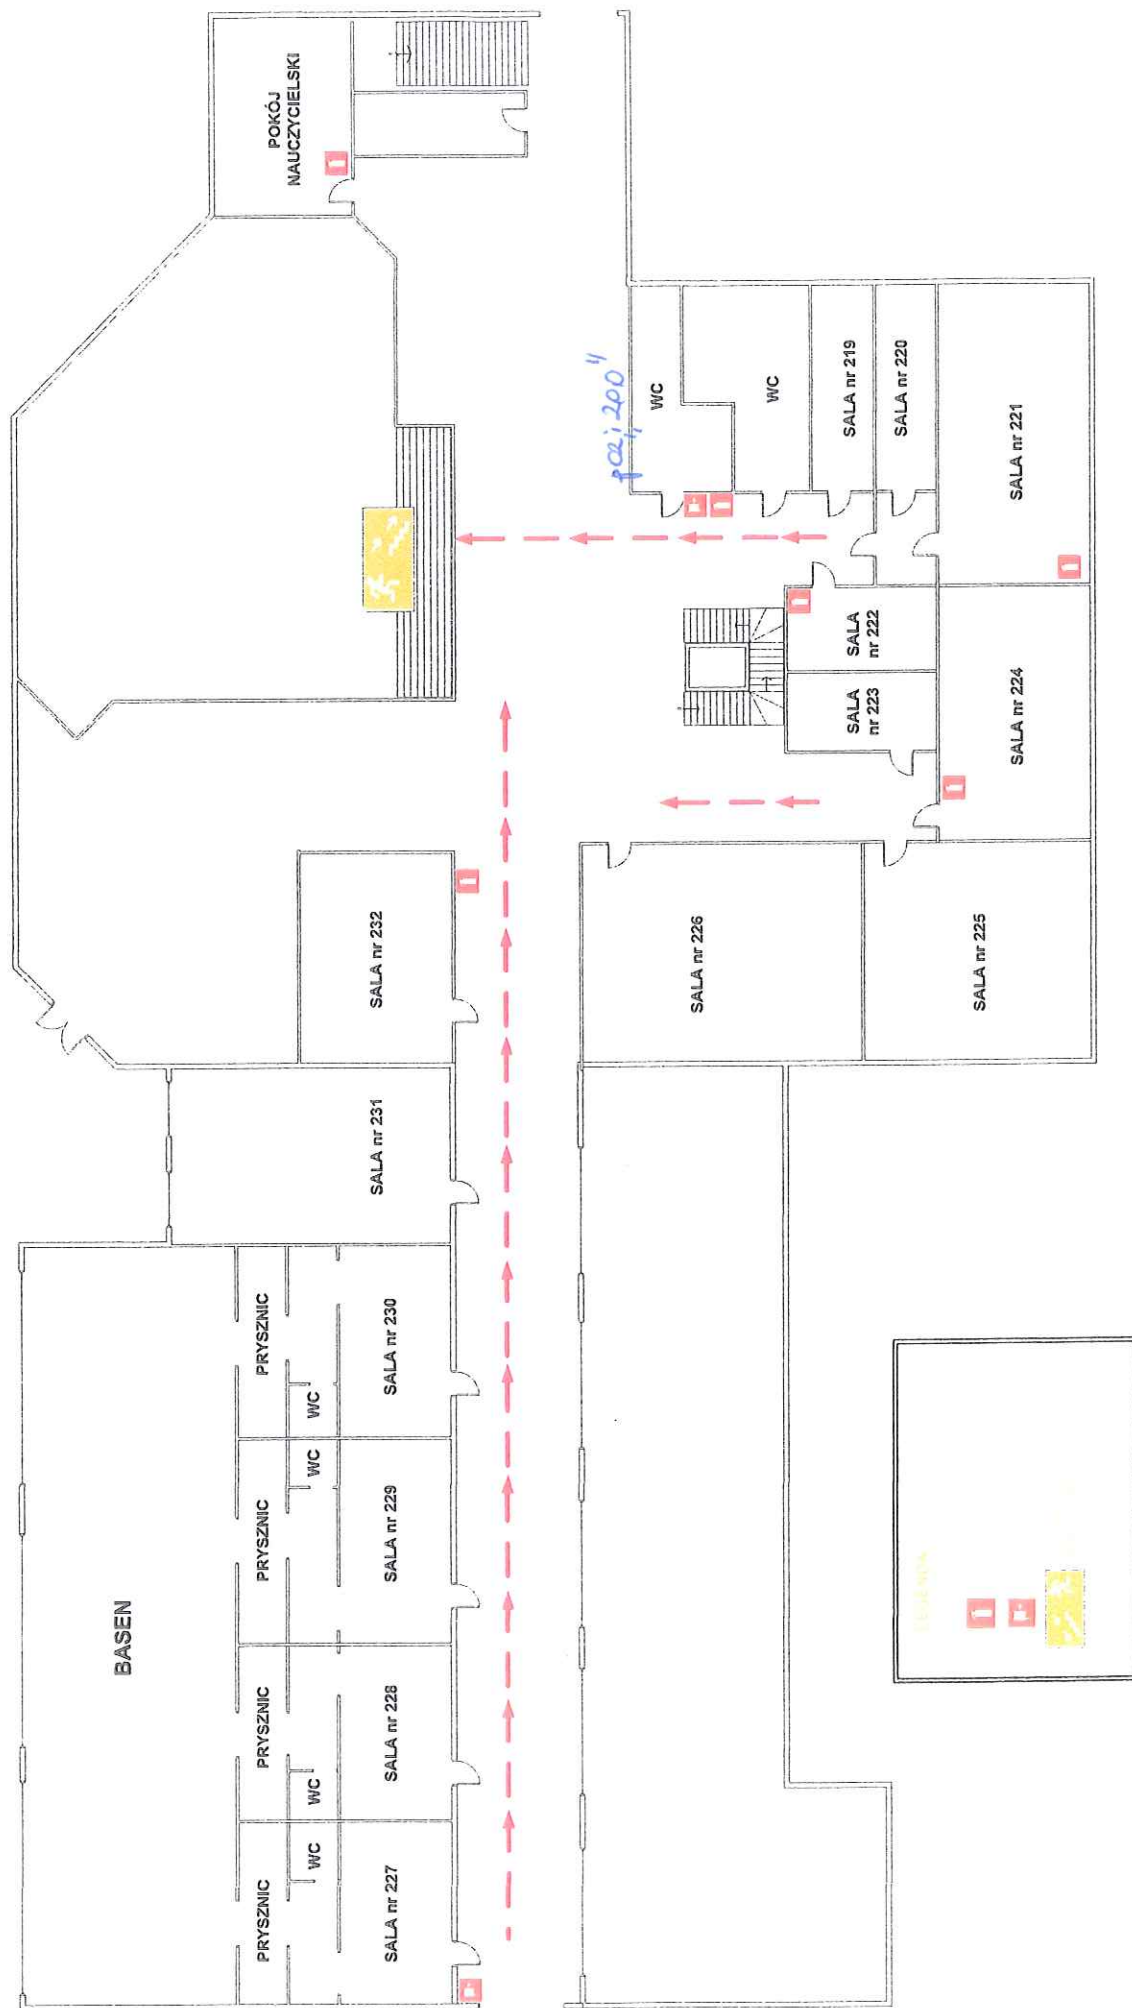 POKÓJ
NAUCZYCIELSKI
WC
WC
SALA nr 219
SALA nr 220
SALA nr 221
SALA
nr 222
SALA
nr 223
SALA nr 224
SALA nr 225
SALA nr 226
SALA nr 232
SALA nr 231
BASEN
PRYSZNIC
WC
SALA nr 230
PRYSZNIC
WC
SALA nr 229
PRYSZNIC
WC
SALA nr 228
PRYSZNIC
WC
SALA nr 227
LEGENDA